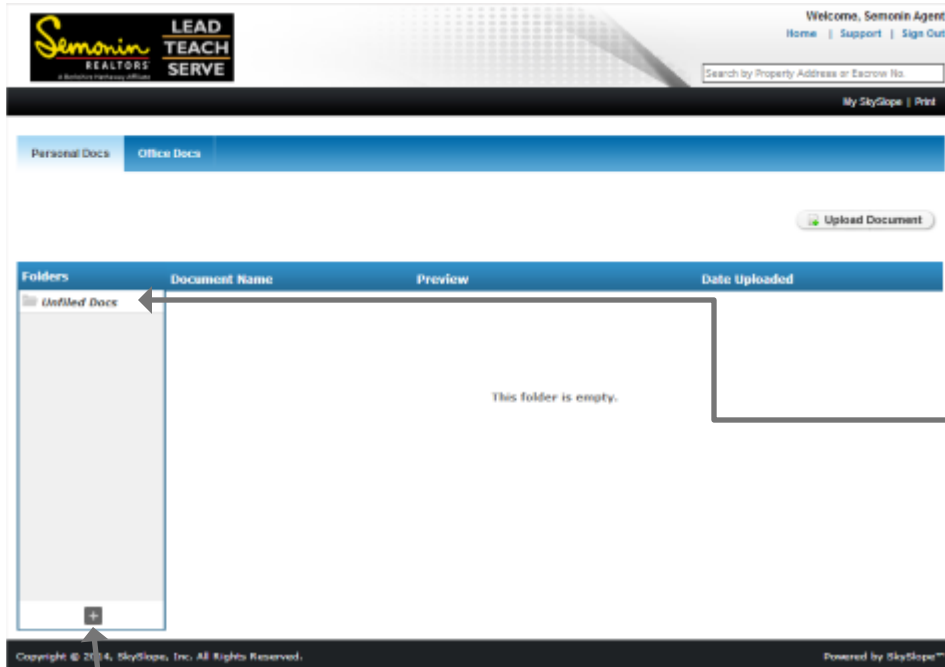 Semonin
REALTORS
LEAD
TEACH
SERVE
Welcome, Semonin Agent
Home | Support | Sign Out
Search by Property Address or Escrow No.
My SkySlope | Print
Personal Docs
Office Docs
Upload Document
Folders
Document Name
Preview
Date Uploaded
Unfiled Docs
This folder is empty.
+
Copyright © 2014, SkySlope, Inc. All Rights Reserved.
Powered by SkySlope™